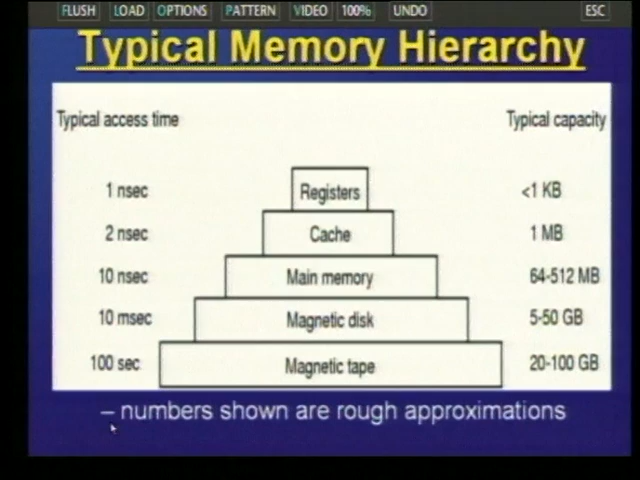 FLUSH LOAD OPTIONS PATTERN VIDEO 100% UNDO ESC
Typical Memory Hierarchy
Typical access time Typical capacity
1 nsec Registers <1 KB
2 nsec Cache 1 MB
10 nsec Main memory 64-512 MB
10 msec Magnetic disk 5-50 GB
100 sec Magnetic tape 20-100 GB
– numbers shown are rough approximations